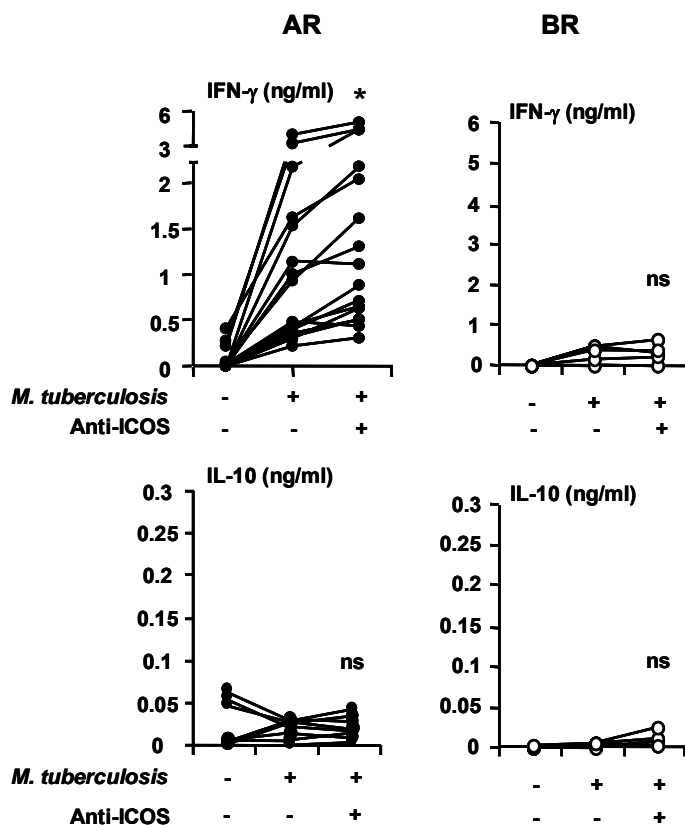 AR BR
IFN-γ (ng/ml) *
6
3
2
1.5
1
0.5
0
IFN-γ (ng/ml)
6
5
4
3
2
1
0
ns
M. tuberculosis - + + - + +
Anti-ICOS - - + - - +
IL-10 (ng/ml)
0.3
0.25
0.2
0.15
0.1
0.05
0
ns
IL-10 (ng/ml)
0.3
0.25
0.2
0.15
0.1
0.05
0
ns
M. tuberculosis - + + - + +
Anti-ICOS - - + - - +